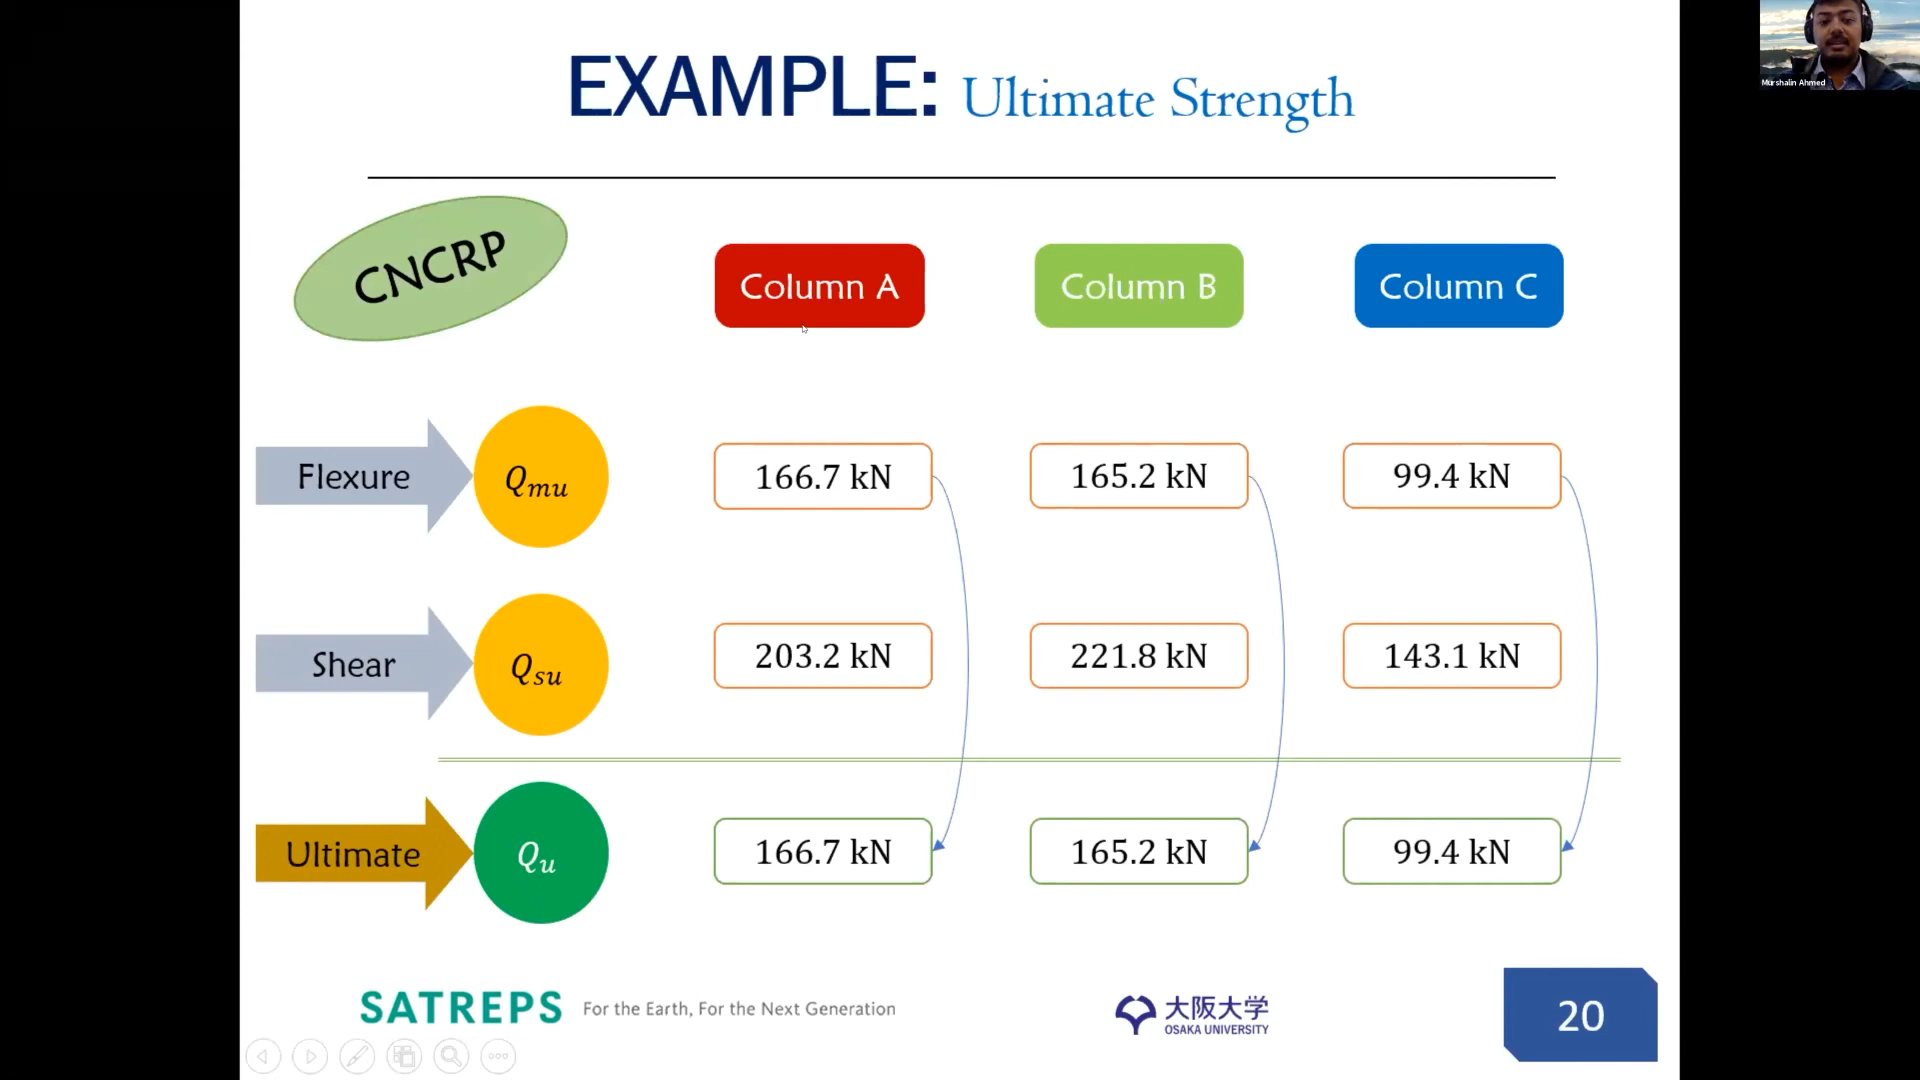 EXAMPLE: Ultimate Strength
Murshalin Ahmed
CNCRP
Column A
Column B
Column C
Flexure
Qmu
166.7 kN
165.2 kN
99.4 kN
Shear
Qsu
203.2 kN
221.8 kN
143.1 kN
Ultimate
Qu
166.7 kN
165.2 kN
99.4 kN
SATREPS
For the Earth, For the Next Generation
大阪大学
OSAKA UNIVERSITY
20